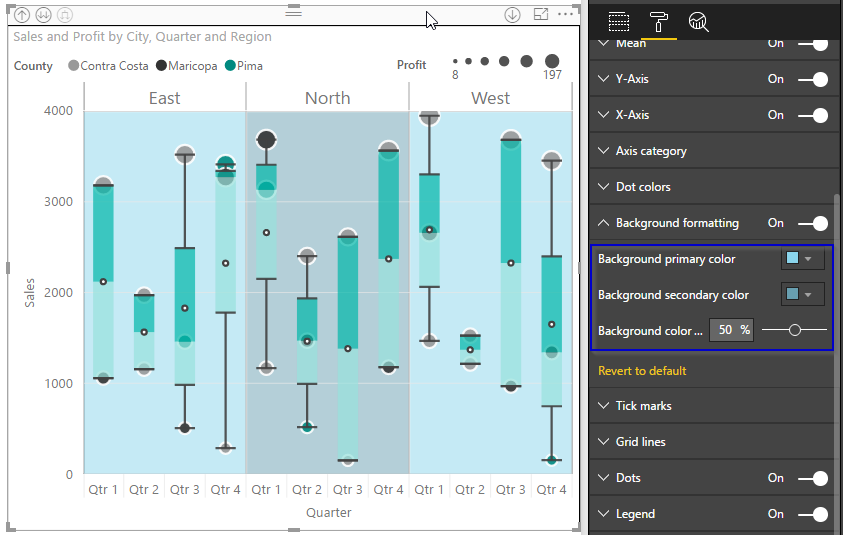 Sales and Profit by City, Quarter and Region
County Contra Costa Maricopa Pima Profit
8 197
East North West
4000
3000
2000
1000
0
Sales
Qtr 1 Qtr 2 Qtr 3 Qtr 4 Qtr 1 Qtr 2 Qtr 3 Qtr 4 Qtr 1 Qtr 2 Qtr 3 Qtr 4
Quarter
Mean On
Y-Axis On
X-Axis On
Axis category
Dot colors
Background formatting On
Background primary color
Background secondary color
Background color ... 50 %
Revert to default
Tick marks
Grid lines
Dots On
Legend On